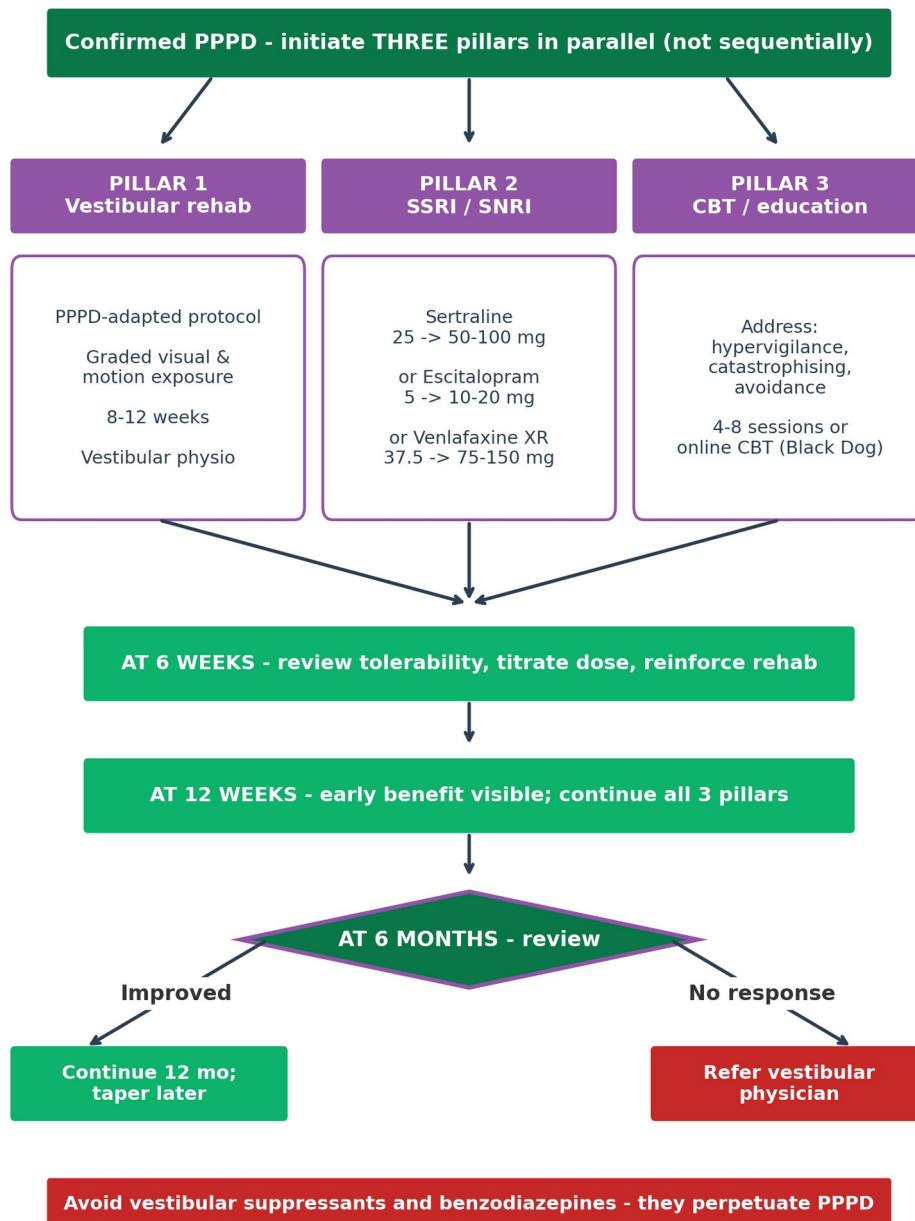 Confirmed PPPD - initiate THREE pillars in parallel (not sequentially)
PILLAR 1
Vestibular rehab
PILLAR 2
SSRI / SNRI
PILLAR 3
CBT / education
PPPD-adapted protocol
Graded visual &
motion exposure
8-12 weeks
Vestibular physio
Sertraline
25 -> 50-100 mg
or Escitalopram
5 -> 10-20 mg
or Venlafaxine XR
37.5 -> 75-150 mg
Address:
hypervigilance,
catastrophising,
avoidance
4-8 sessions or
online CBT (Black Dog)
AT 6 WEEKS - review tolerability, titrate dose, reinforce rehab
AT 12 WEEKS - early benefit visible; continue all 3 pillars
AT 6 MONTHS - review
Improved
No response
Continue 12 mo;
taper later
Refer vestibular
physician
Avoid vestibular suppressants and benzodiazepines - they perpetuate PPPD